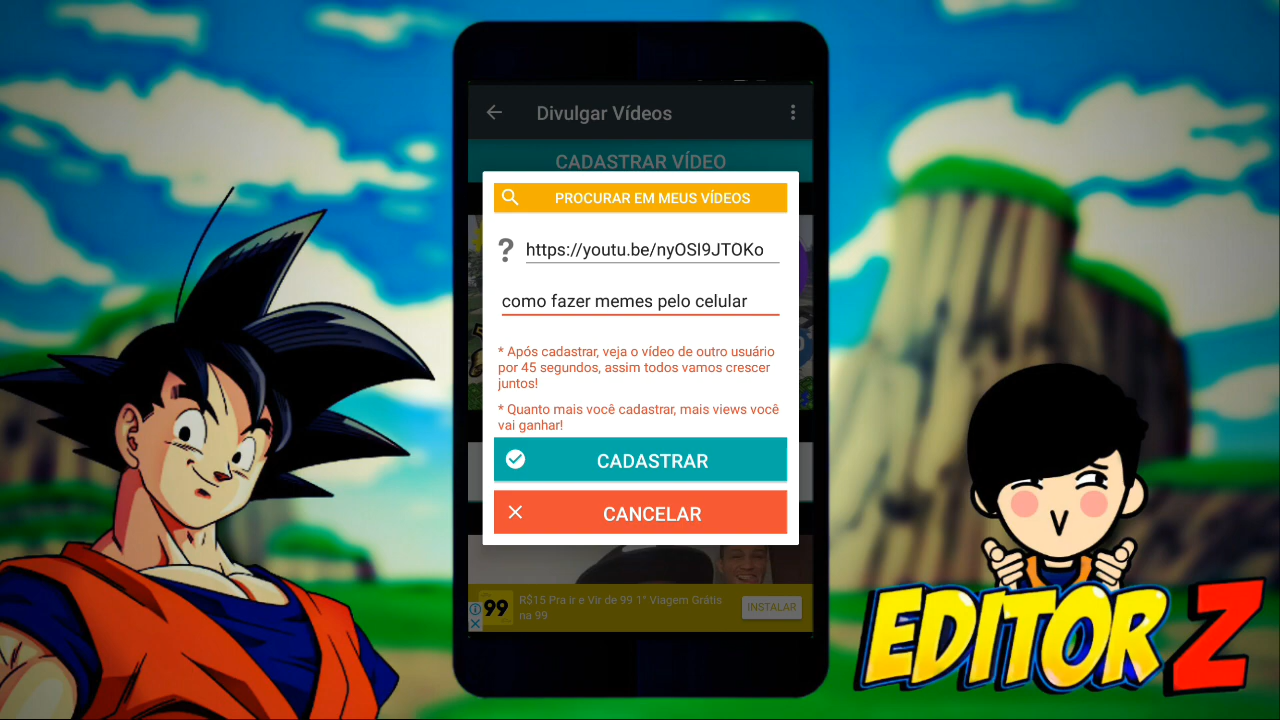 Divulgar Vídeos
CADASTRAR VÍDEO
PROCURAR EM MEUS VÍDEOS
?
https://youtu.be/nyOSI9JTOKo
como fazer memes pelo celular
* Após cadastrar, veja o vídeo de outro usuário
por 45 segundos, assim todos vamos crescer
juntos!
* Quanto mais você cadastrar, mais views você
vai ganhar!
CADASTRAR
CANCELAR
99
R$15 Pra ir e Vir de 99 1° Viagem Grátis
na 99
INSTALAR
EDITOR Z